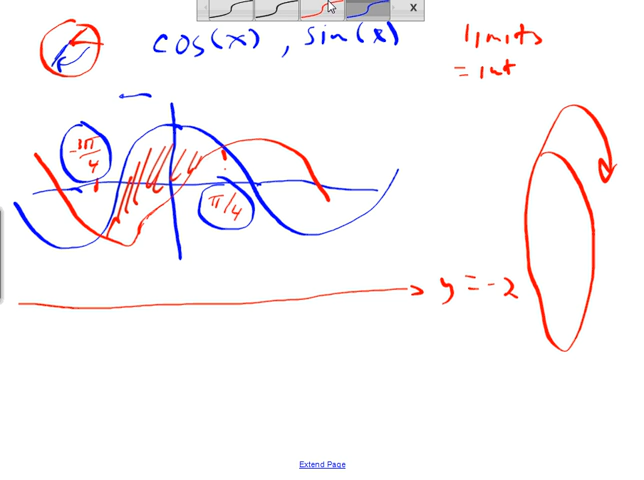 cos(x), sin(x)
limits
= int
-3π/4
π/4
y = -2
Extend Page